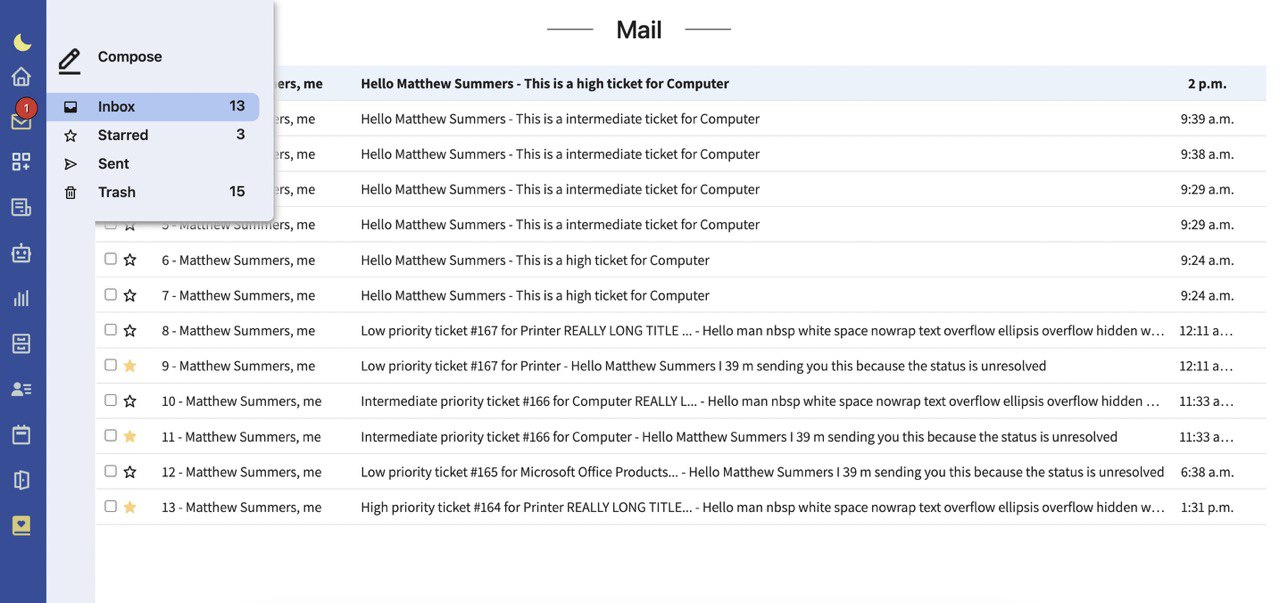 Mail
Compose
1
Inbox 13
Starred 3
Sent
Trash 15
ers, me Hello Matthew Summers - This is a high ticket for Computer 2 p.m.
ers, me Hello Matthew Summers - This is a intermediate ticket for Computer 9:39 a.m.
ers, me Hello Matthew Summers - This is a intermediate ticket for Computer 9:38 a.m.
ers, me Hello Matthew Summers - This is a intermediate ticket for Computer 9:29 a.m.
5 - Matthew Summers, me Hello Matthew Summers - This is a intermediate ticket for Computer 9:29 a.m.
6 - Matthew Summers, me Hello Matthew Summers - This is a high ticket for Computer 9:24 a.m.
7 - Matthew Summers, me Hello Matthew Summers - This is a high ticket for Computer 9:24 a.m.
8 - Matthew Summers, me Low priority ticket #167 for Printer REALLY LONG TITLE ... - Hello man nbsp white space nowrap text overflow ellipsis overflow hidden w... 12:11 a...
9 - Matthew Summers, me Low priority ticket #167 for Printer - Hello Matthew Summers I 39 m sending you this because the status is unresolved 12:11 a...
10 - Matthew Summers, me Intermediate priority ticket #166 for Computer REALLY L... - Hello man nbsp white space nowrap text overflow ellipsis overflow hidden ... 11:33 a...
11 - Matthew Summers, me Intermediate priority ticket #166 for Computer - Hello Matthew Summers I 39 m sending you this because the status is unresolved 11:33 a...
12 - Matthew Summers, me Low priority ticket #165 for Microsoft Office Products... - Hello Matthew Summers I 39 m sending you this because the status is unresolved 6:38 a.m.
13 - Matthew Summers, me High priority ticket #164 for Printer REALLY LONG TITLE... - Hello man nbsp white space nowrap text overflow ellipsis overflow hidden w... 1:31 p.m.